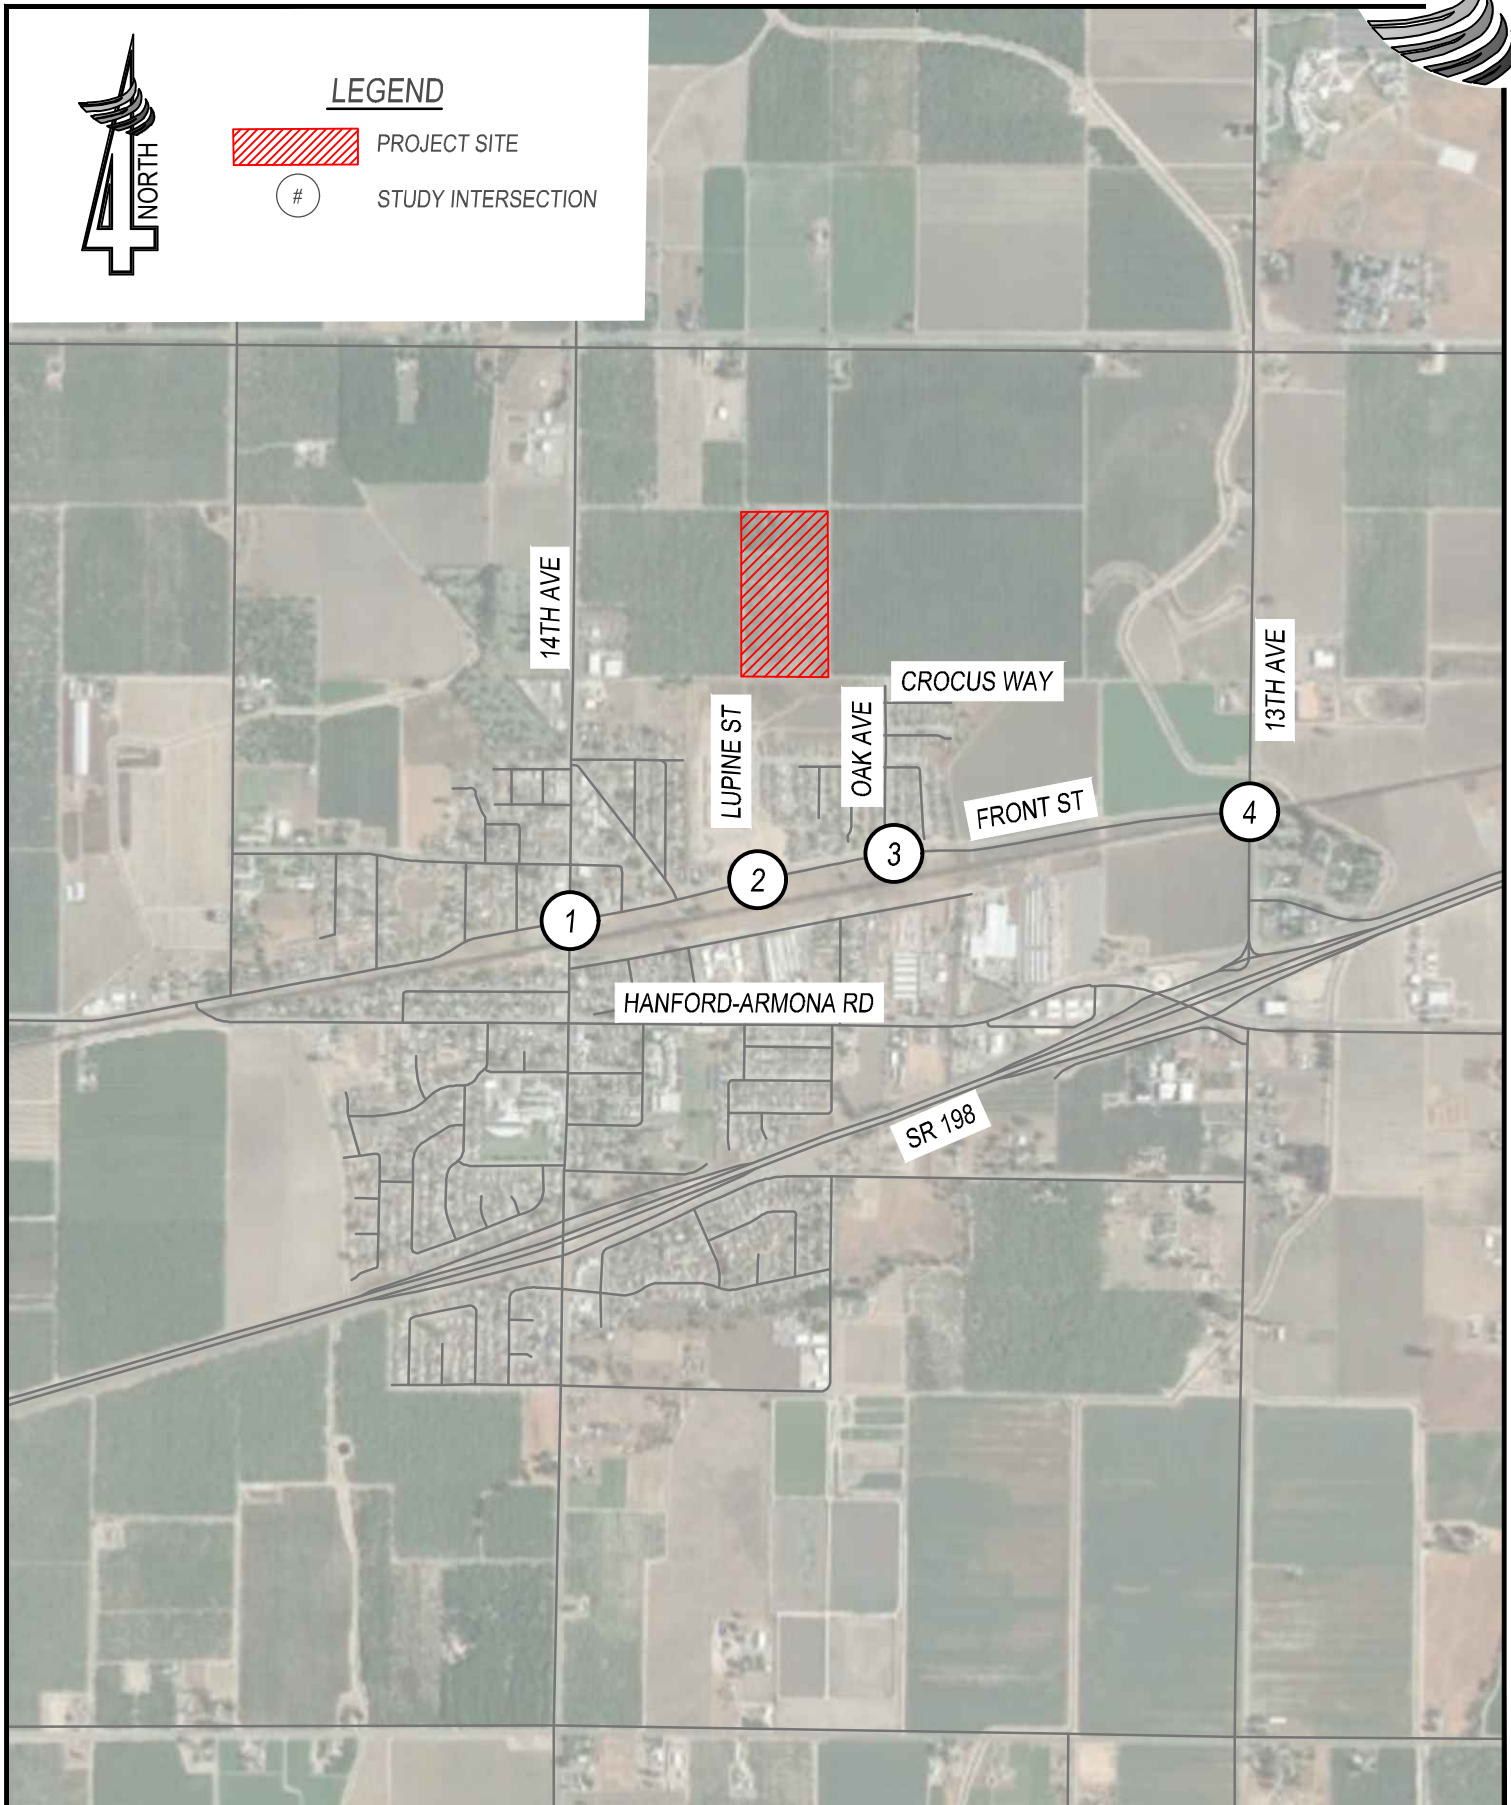 LEGEND
PROJECT SITE
#
STUDY INTERSECTION
NORTH
14TH AVE
13TH AVE
CROCUS WAY
LUPINE ST
OAK AVE
FRONT ST
4
3
2
1
HANFORD-ARMONA RD
SR 198